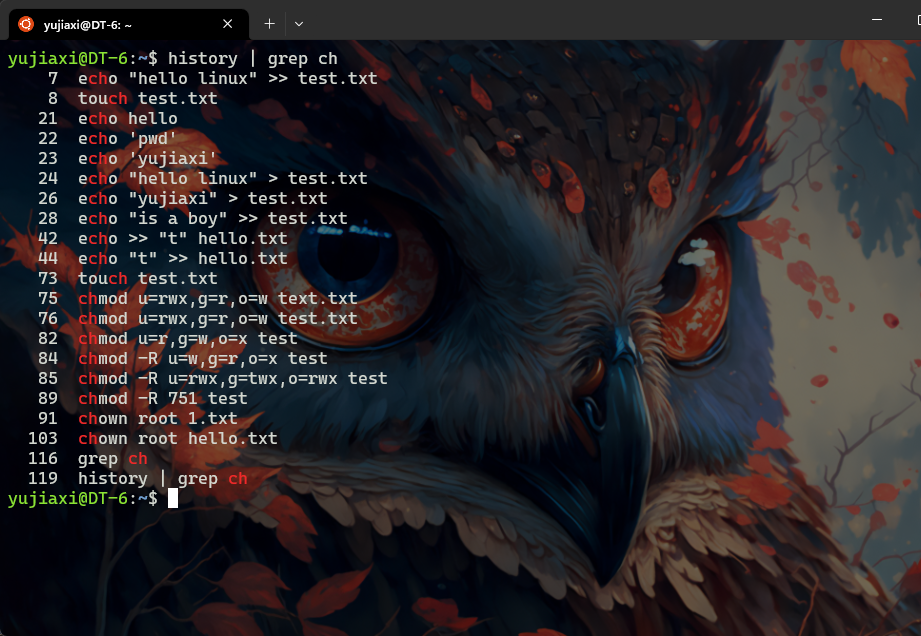 yujiaxi@DT-6: ~
yujiaxi@DT-6:~$ history | grep ch
7 echo "hello linux" >> test.txt
8 touch test.txt
21 echo hello
22 echo 'pwd'
23 echo 'yujiaxi'
24 echo "hello linux" > test.txt
26 echo "yujiaxi" > test.txt
28 echo "is a boy" >> test.txt
42 echo >> "t" hello.txt
44 echo "t" >> hello.txt
73 touch test.txt
75 chmod u=rwx,g=r,o=w text.txt
76 chmod u=rwx,g=r,o=w test.txt
82 chmod u=r,g=w,o=x test
84 chmod -R u=w,g=r,o=x test
85 chmod -R u=rwx,g=twx,o=rwx test
89 chmod -R 751 test
91 chown root 1.txt
103 chown root hello.txt
116 grep ch
119 history | grep ch
yujiaxi@DT-6:~$